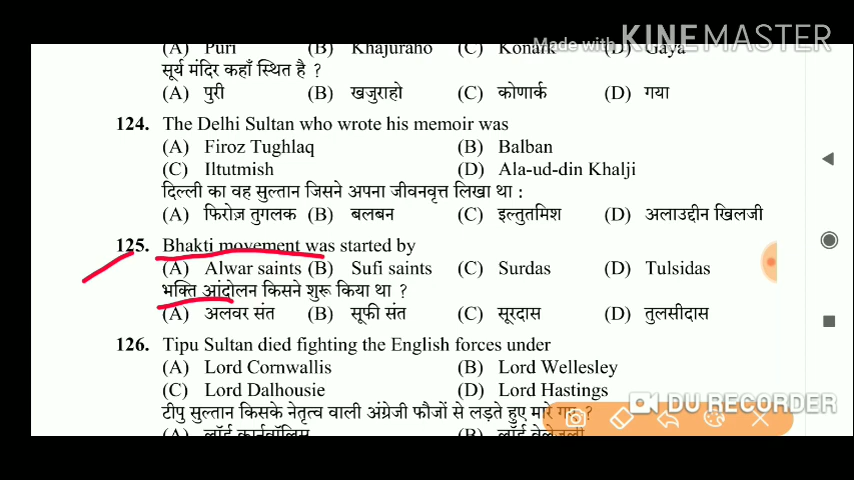 Made with KINEMASTER
(A) Puri (B) Khajuraho (C) Konark (D) Gaya
सूर्य मंदिर कहाँ स्थित है ?
(A) पुरी (B) खजुराहो (C) कोणार्क (D) गया
124. The Delhi Sultan who wrote his memoir was
(A) Firoz Tughlaq (B) Balban
(C) Iltutmish (D) Ala-ud-din Khalji
दिल्ली का वह सुल्तान जिसने अपना जीवनवृत्त लिखा था :
(A) फिरोज़ तुगलक (B) बलबन (C) इल्तुतमिश (D) अलाउद्दीन खिलजी
125. Bhakti movement was started by
(A) Alwar saints (B) Sufi saints (C) Surdas (D) Tulsidas
भक्ति आंदोलन किसने शुरू किया था ?
(A) अलवर संत (B) सूफी संत (C) सूरदास (D) तुलसीदास
126. Tipu Sultan died fighting the English forces under
(A) Lord Cornwallis (B) Lord Wellesley
(C) Lord Dalhousie (D) Lord Hastings
DU RECORDER
टीपु सुल्तान किसके नेतृत्व वाली अंग्रेजी फौजों से लड़ते हुए मारे गए ?
(A) लॉर्ड कार्नवॉलिस (B) लॉर्ड वेलेजली